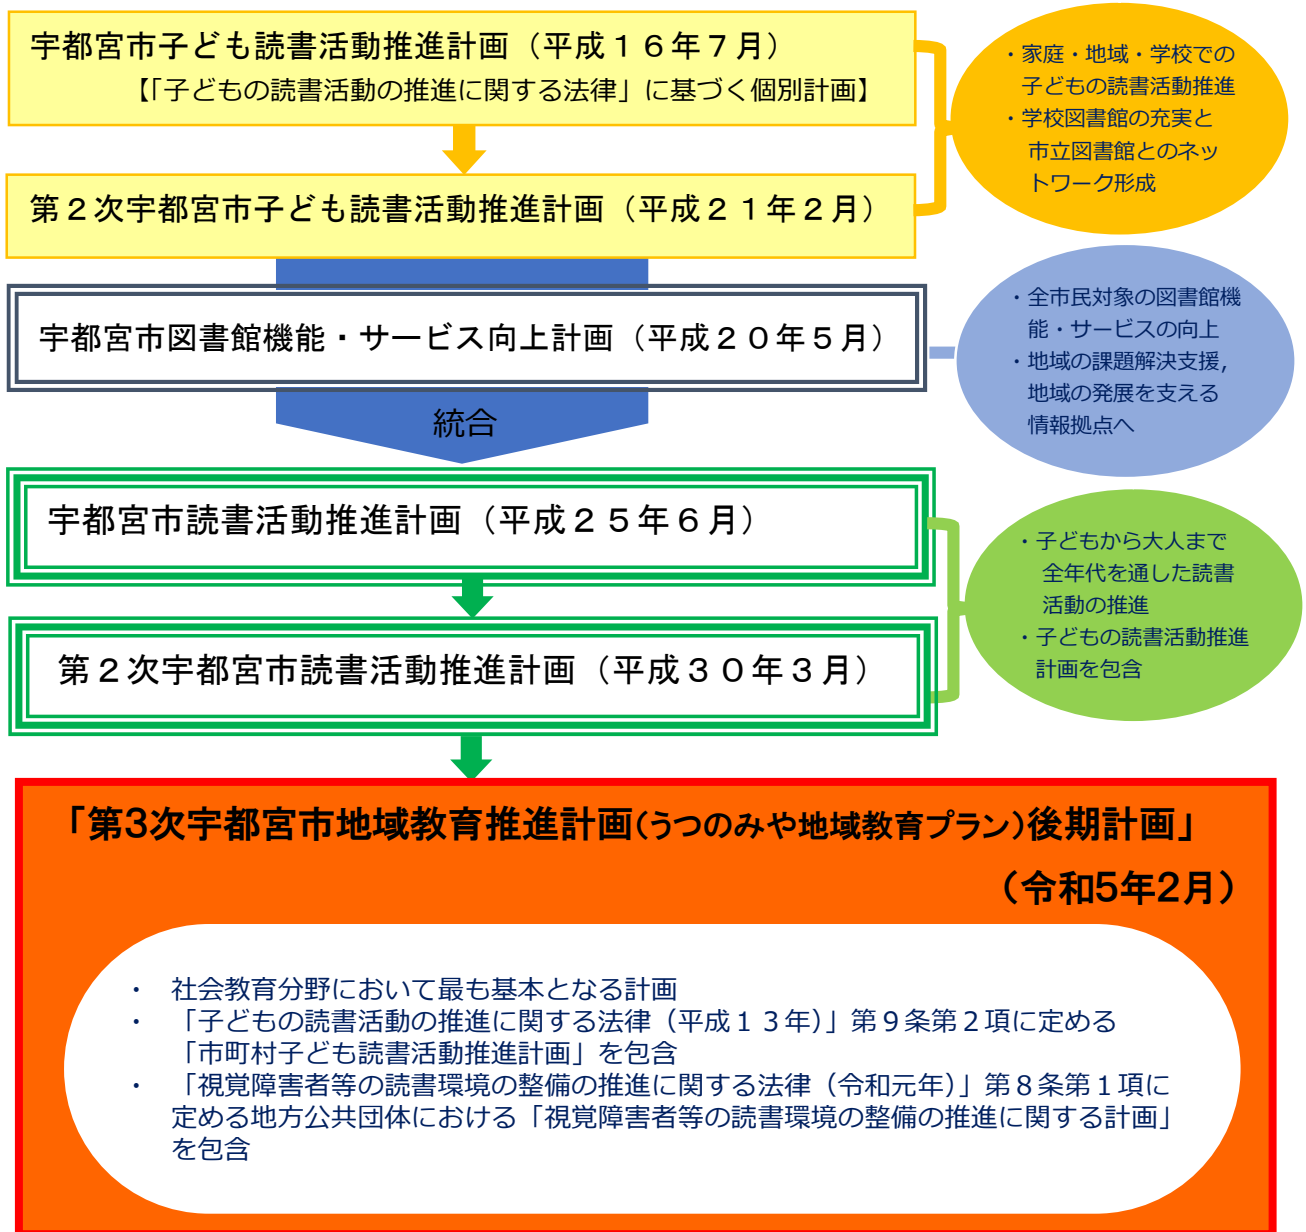 宇都宮市子ども読書活動推進計画（平成１６年７月）
【「子どもの読書活動の推進に関する法律」に基づく個別計画】
・家庭・地域・学校での
子どもの読書活動推進
・学校図書館の充実と
市立図書館とのネッ
トワーク形成
第２次宇都宮市子ども読書活動推進計画（平成２１年２月）
宇都宮市図書館機能・サービス向上計画（平成２０年５月）
・全市民対象の図書館機
能・サービスの向上
・地域の課題解決支援，
地域の発展を支える
情報拠点へ
統合
宇都宮市読書活動推進計画（平成２５年６月）
・子どもから大人まで
全年代を通した読書
活動の推進
・子どもの読書活動推進
計画を包含
第２次宇都宮市読書活動推進計画（平成３０年３月）
「第3次宇都宮市地域教育推進計画（うつのみや地域教育プラン）後期計画」
（令和5年2月）
・ 社会教育分野において最も基本となる計画
・ 「子どもの読書活動の推進に関する法律（平成１３年）」第９条第２項に定める
「市町村子ども読書活動推進計画」を包含
・ 「視覚障害者等の読書環境の整備の推進に関する法律（令和元年）」第８条第１項に
定める地方公共団体における「視覚障害者等の読書環境の整備の推進に関する計画」
を包含